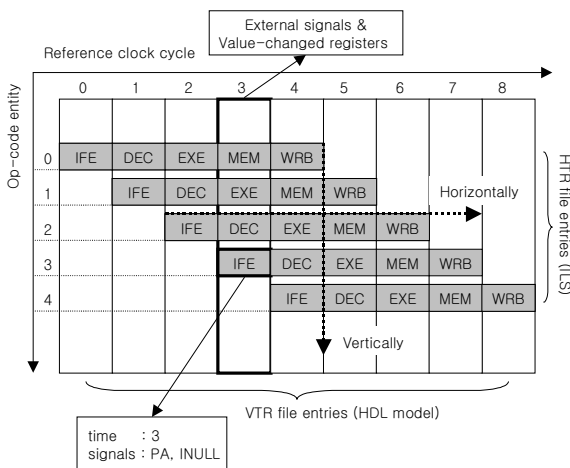 External signals &
Value-changed registers
Reference clock cycle
0 1 2 3 4 5 6 7 8
Op-code entity
0 IFE DEC EXE MEM WRB
1 IFE DEC EXE MEM WRB
Horizontally
2 IFE DEC EXE MEM WRB
3 IFE DEC EXE MEM WRB
4 IFE DEC EXE MEM WRB
HTR file entries (ILS)
Vertically
VTR file entries (HDL model)
time : 3
signals : PA, INULL